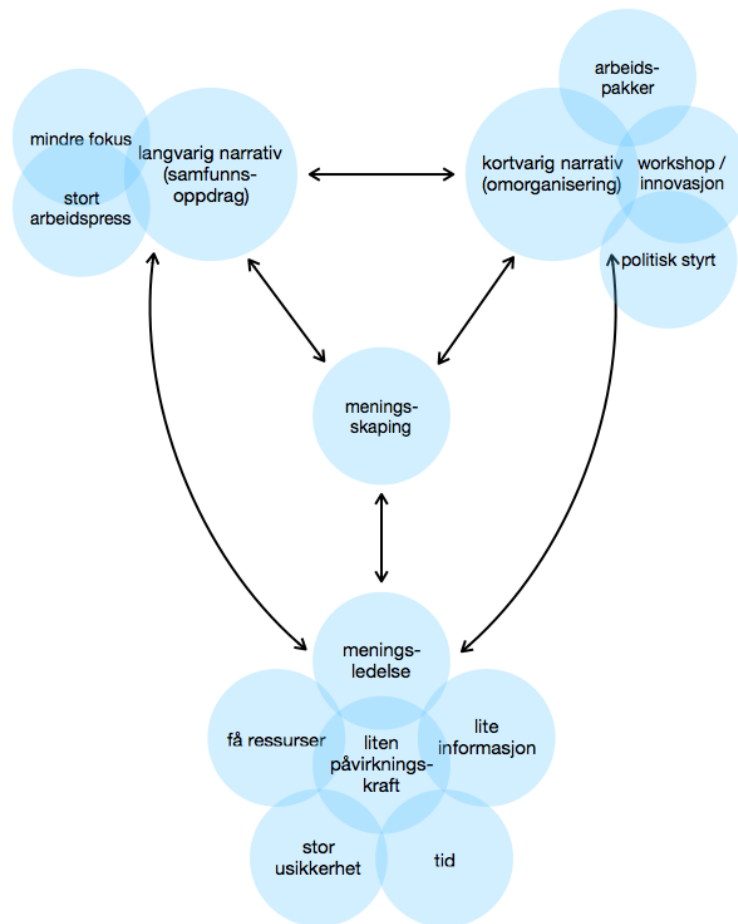 arbeids-
pakker
mindre fokus
langvarig narrativ
(samfunns-
oppdrag)
stort
arbeidspress
kortvarig narrativ
(omorganisering)
workshop /
innovasjon
politisk styrt
menings-
skaping
menings-
ledelse
få ressurser
liten
påvirknings-
kraft
lite
informasjon
stor
usikkerhet
tid